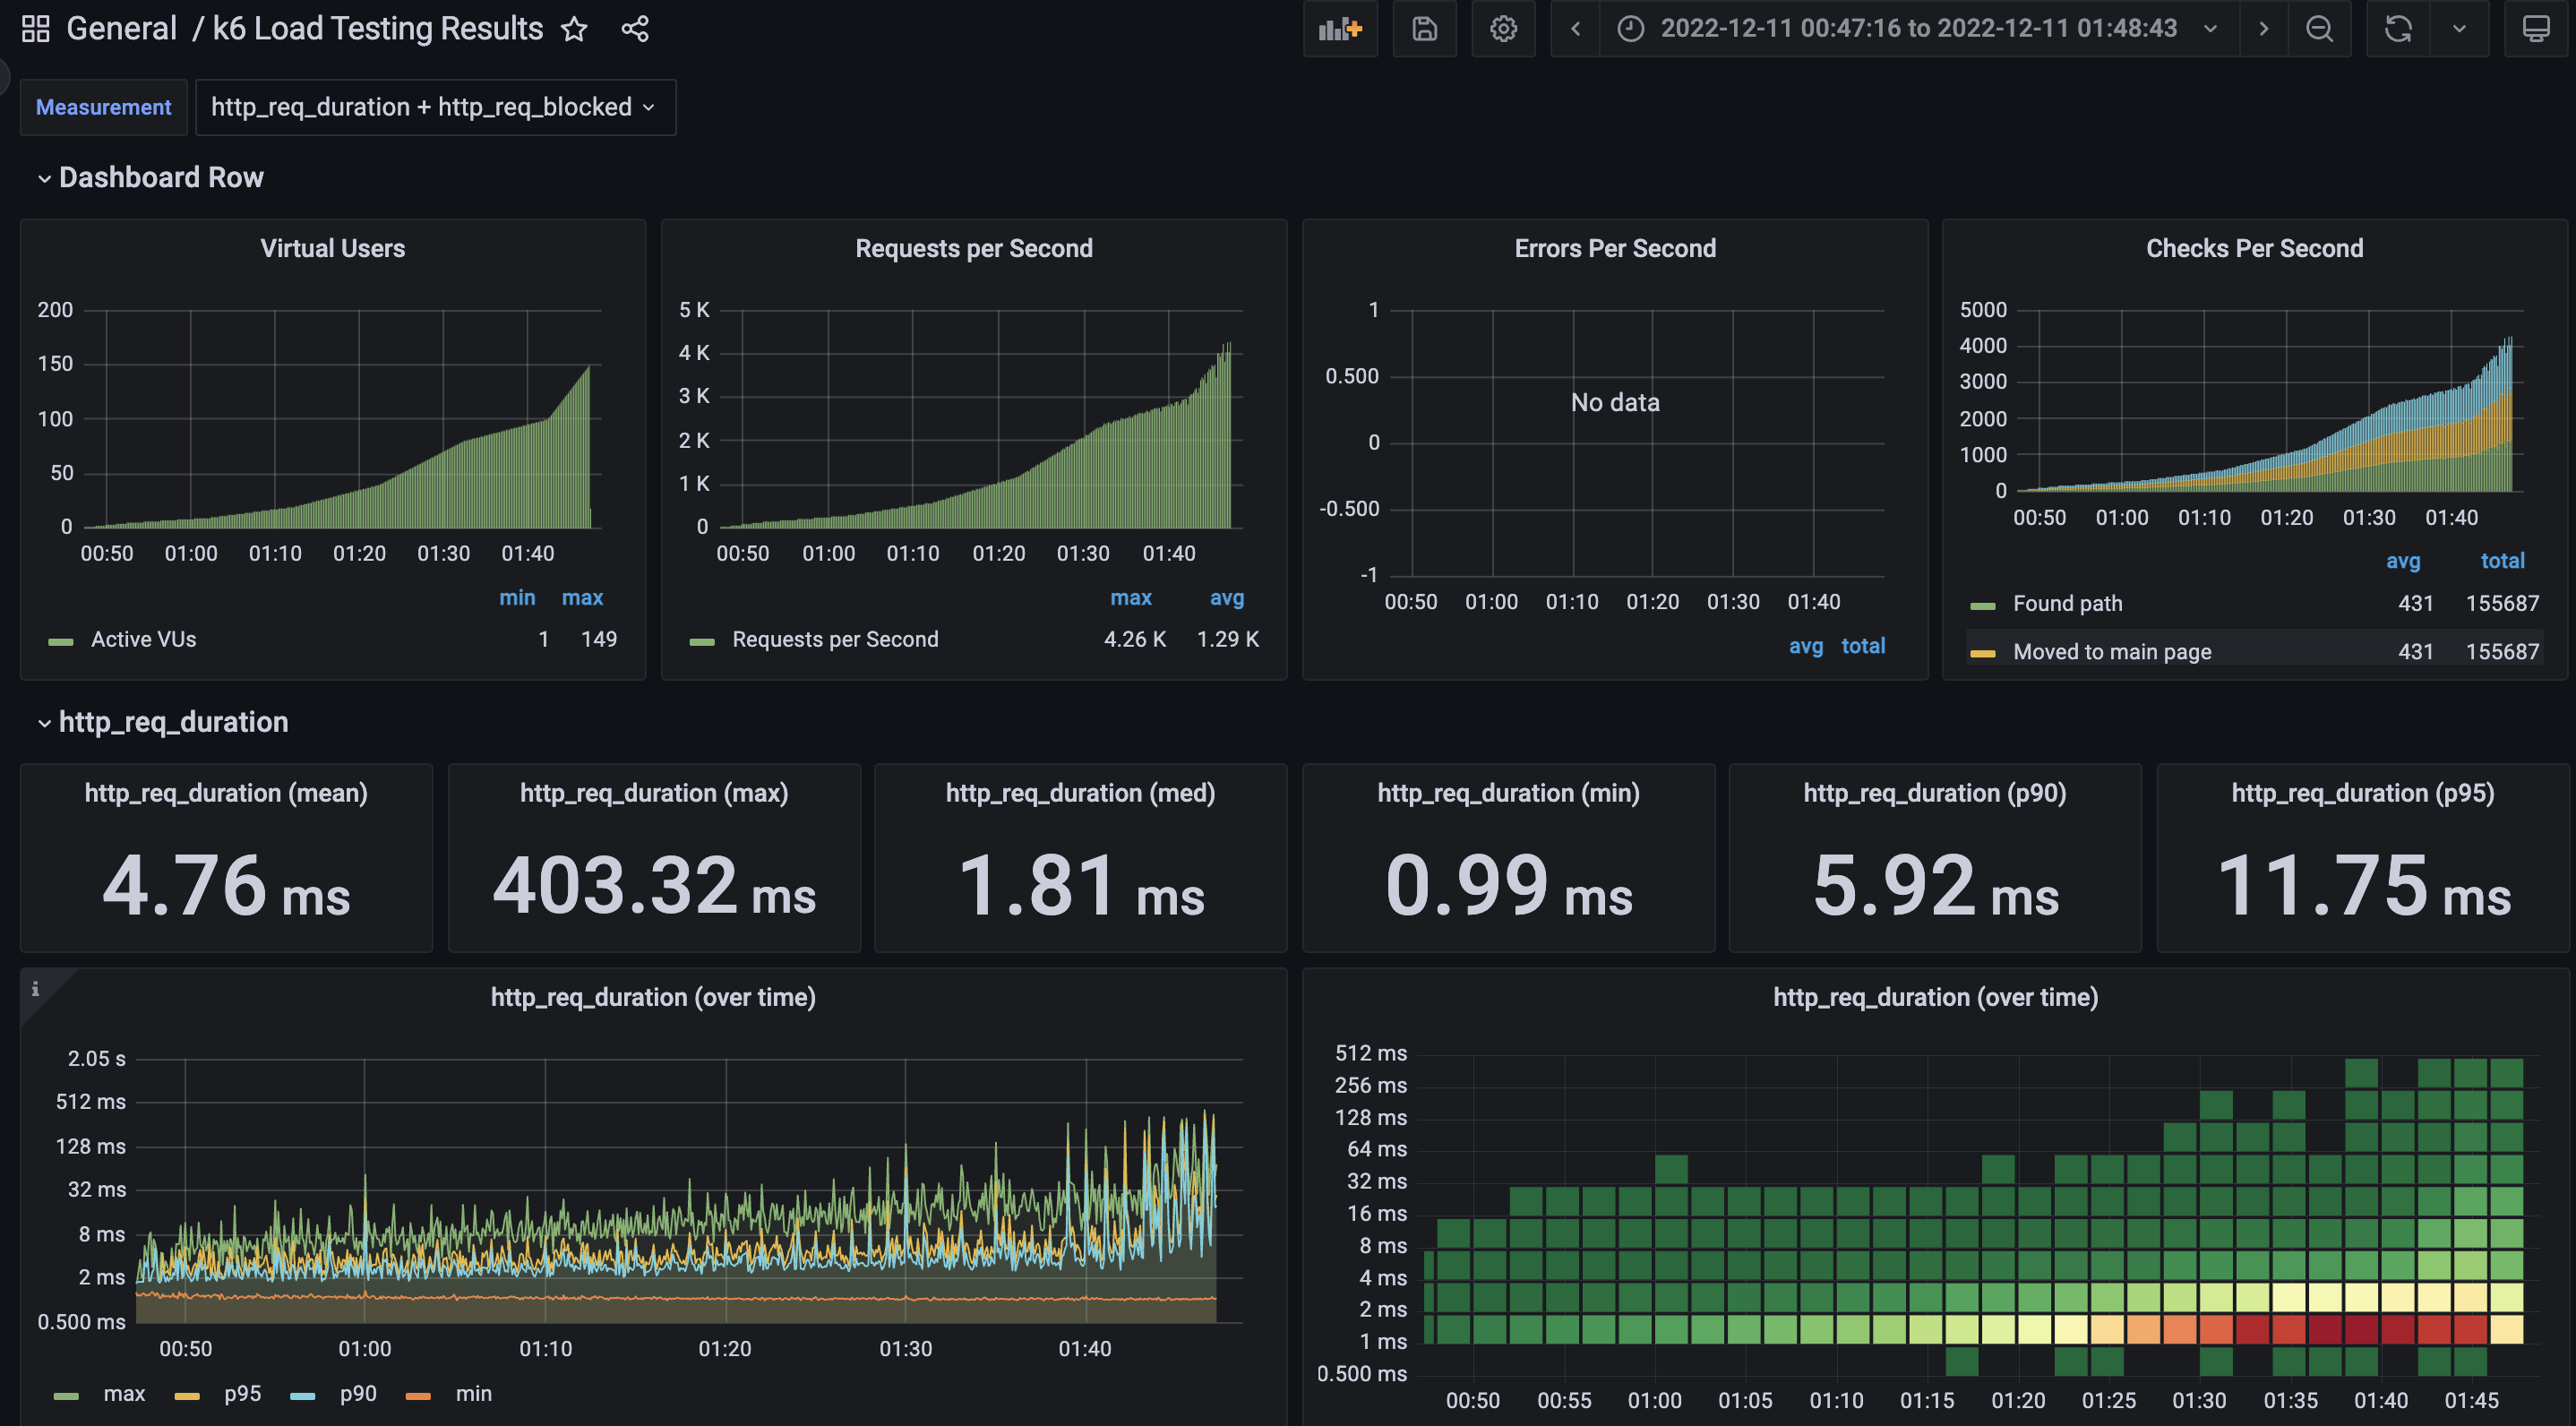 General / k6 Load Testing Results
2022-12-11 00:47:16 to 2022-12-11 01:48:43
Measurement http_req_duration + http_req_blocked
Dashboard Row
Virtual Users
200
150
100
50
0
00:50 01:00 01:10 01:20 01:30 01:40
min max
Active VUs 1 149
Requests per Second
5 K
4 K
3 K
2 K
1 K
0
00:50 01:00 01:10 01:20 01:30 01:40
max avg
Requests per Second 4.26 K 1.29 K
Errors Per Second
1
0.500
0
-0.500
-1
No data
00:50 01:00 01:10 01:20 01:30 01:40
avg total
Checks Per Second
5000
4000
3000
2000
1000
0
00:50 01:00 01:10 01:20 01:30 01:40
avg total
Found path 431 155687
Moved to main page 431 155687
http_req_duration
http_req_duration (mean)
4.76 ms
http_req_duration (max)
403.32 ms
http_req_duration (med)
1.81 ms
http_req_duration (min)
0.99 ms
http_req_duration (p90)
5.92 ms
http_req_duration (p95)
11.75 ms
i
http_req_duration (over time)
2.05 s
512 ms
128 ms
32 ms
8 ms
2 ms
0.500 ms
00:50 01:00 01:10 01:20 01:30 01:40
max p95 p90 min
http_req_duration (over time)
512 ms
256 ms
128 ms
64 ms
32 ms
16 ms
8 ms
4 ms
2 ms
1 ms
0.500 ms
00:50 00:55 01:00 01:05 01:10 01:15 01:20 01:25 01:30 01:35 01:40 01:45